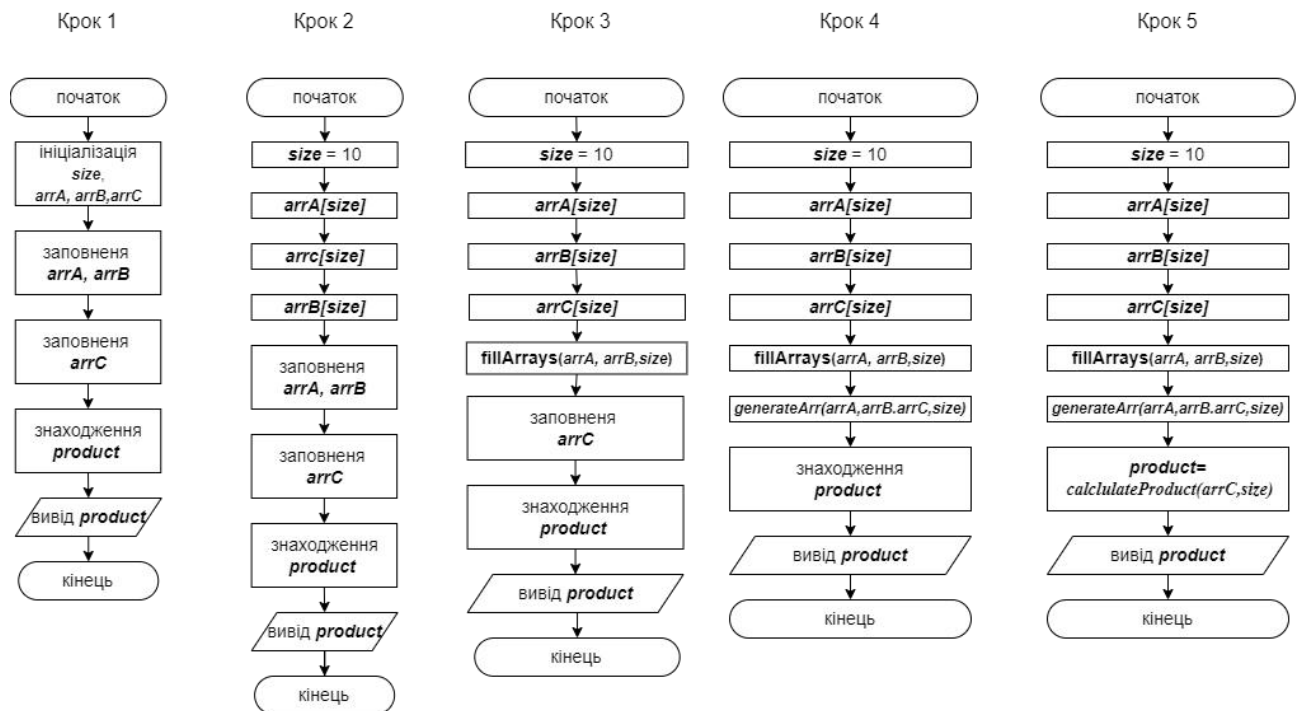 Крок 1
початок
ініціалізація
size,
arrA, arrB,arrC
заповненя
arrA, arrB
заповненя
arrC
знаходження
product
вивід product
кінець
Крок 2
початок
size = 10
arrA[size]
arrc[size]
arrB[size]
заповненя
arrA, arrB
заповненя
arrC
знаходження
product
вивід product
кінець
Крок 3
початок
size = 10
arrA[size]
arrB[size]
arrC[size]
fillArrays(arrA, arrB,size)
заповненя
arrC
знаходження
product
вивід product
кінець
Крок 4
початок
size = 10
arrA[size]
arrB[size]
arrC[size]
fillArrays(arrA, arrB,size)
generateArr(arrA,arrB.arrC,size)
знаходження
product
вивід product
кінець
Крок 5
початок
size = 10
arrA[size]
arrB[size]
arrC[size]
fillArrays(arrA, arrB,size)
generateArr(arrA,arrB.arrC,size)
product=
calclulateProduct(arrC,size)
вивід product
кінець